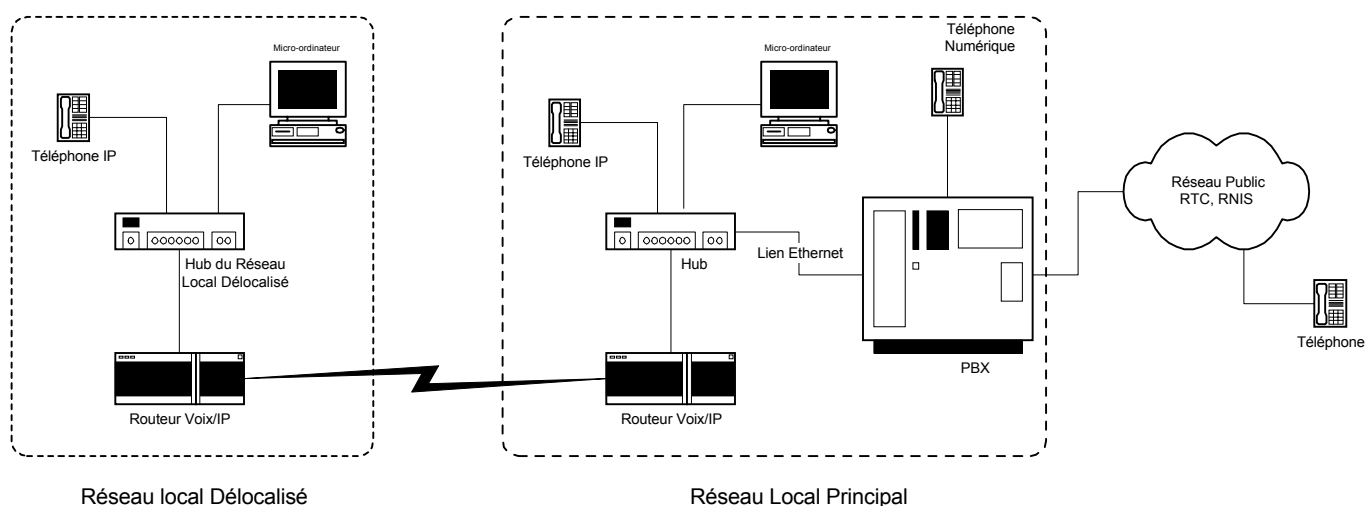 Micro-ordinateur
Téléphone IP
Hub du Réseau
Local Délocalisé
Routeur Voix/IP
Réseau local Délocalisé
Téléphone
Numérique
Micro-ordinateur
Téléphone IP
Hub
Lien Ethernet
PBX
Routeur Voix/IP
Réseau Local Principal
Réseau Public
RTC, RNIS
Téléphone